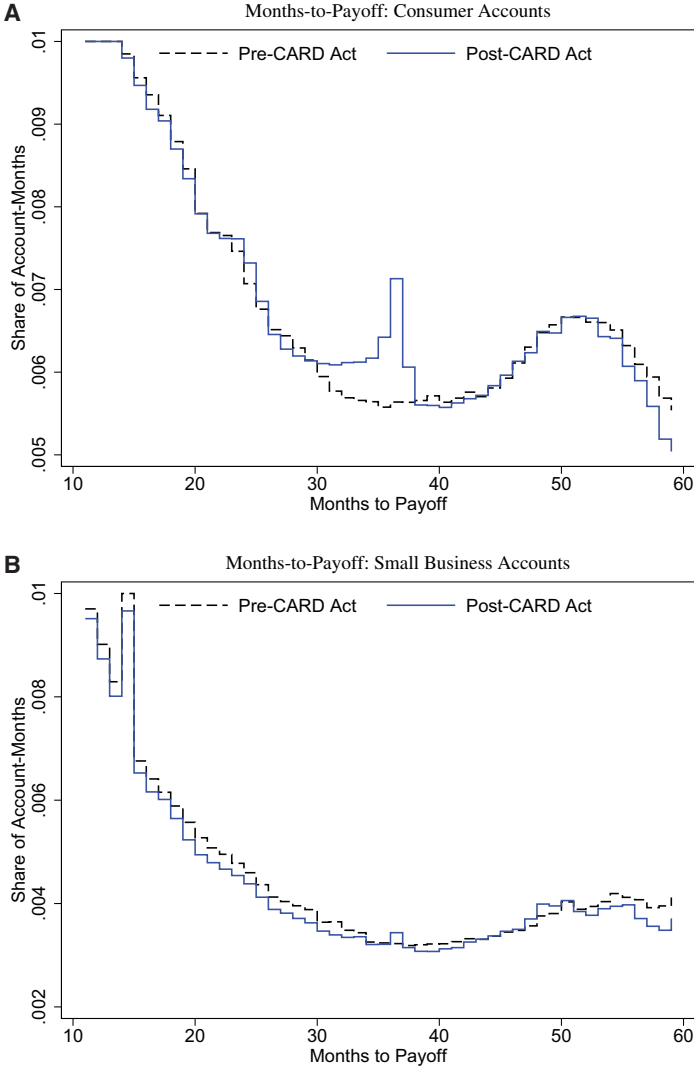 A
Months-to-Payoff: Consumer Accounts
Pre-CARD Act
Post-CARD Act
Share of Account-Months
.01
.009
.008
.007
.006
.005
10 20 30 40 50 60
Months to Payoff
B
Months-to-Payoff: Small Business Accounts
Pre-CARD Act
Post-CARD Act
Share of Account-Months
.01
.008
.006
.004
.002
10 20 30 40 50 60
Months to Payoff